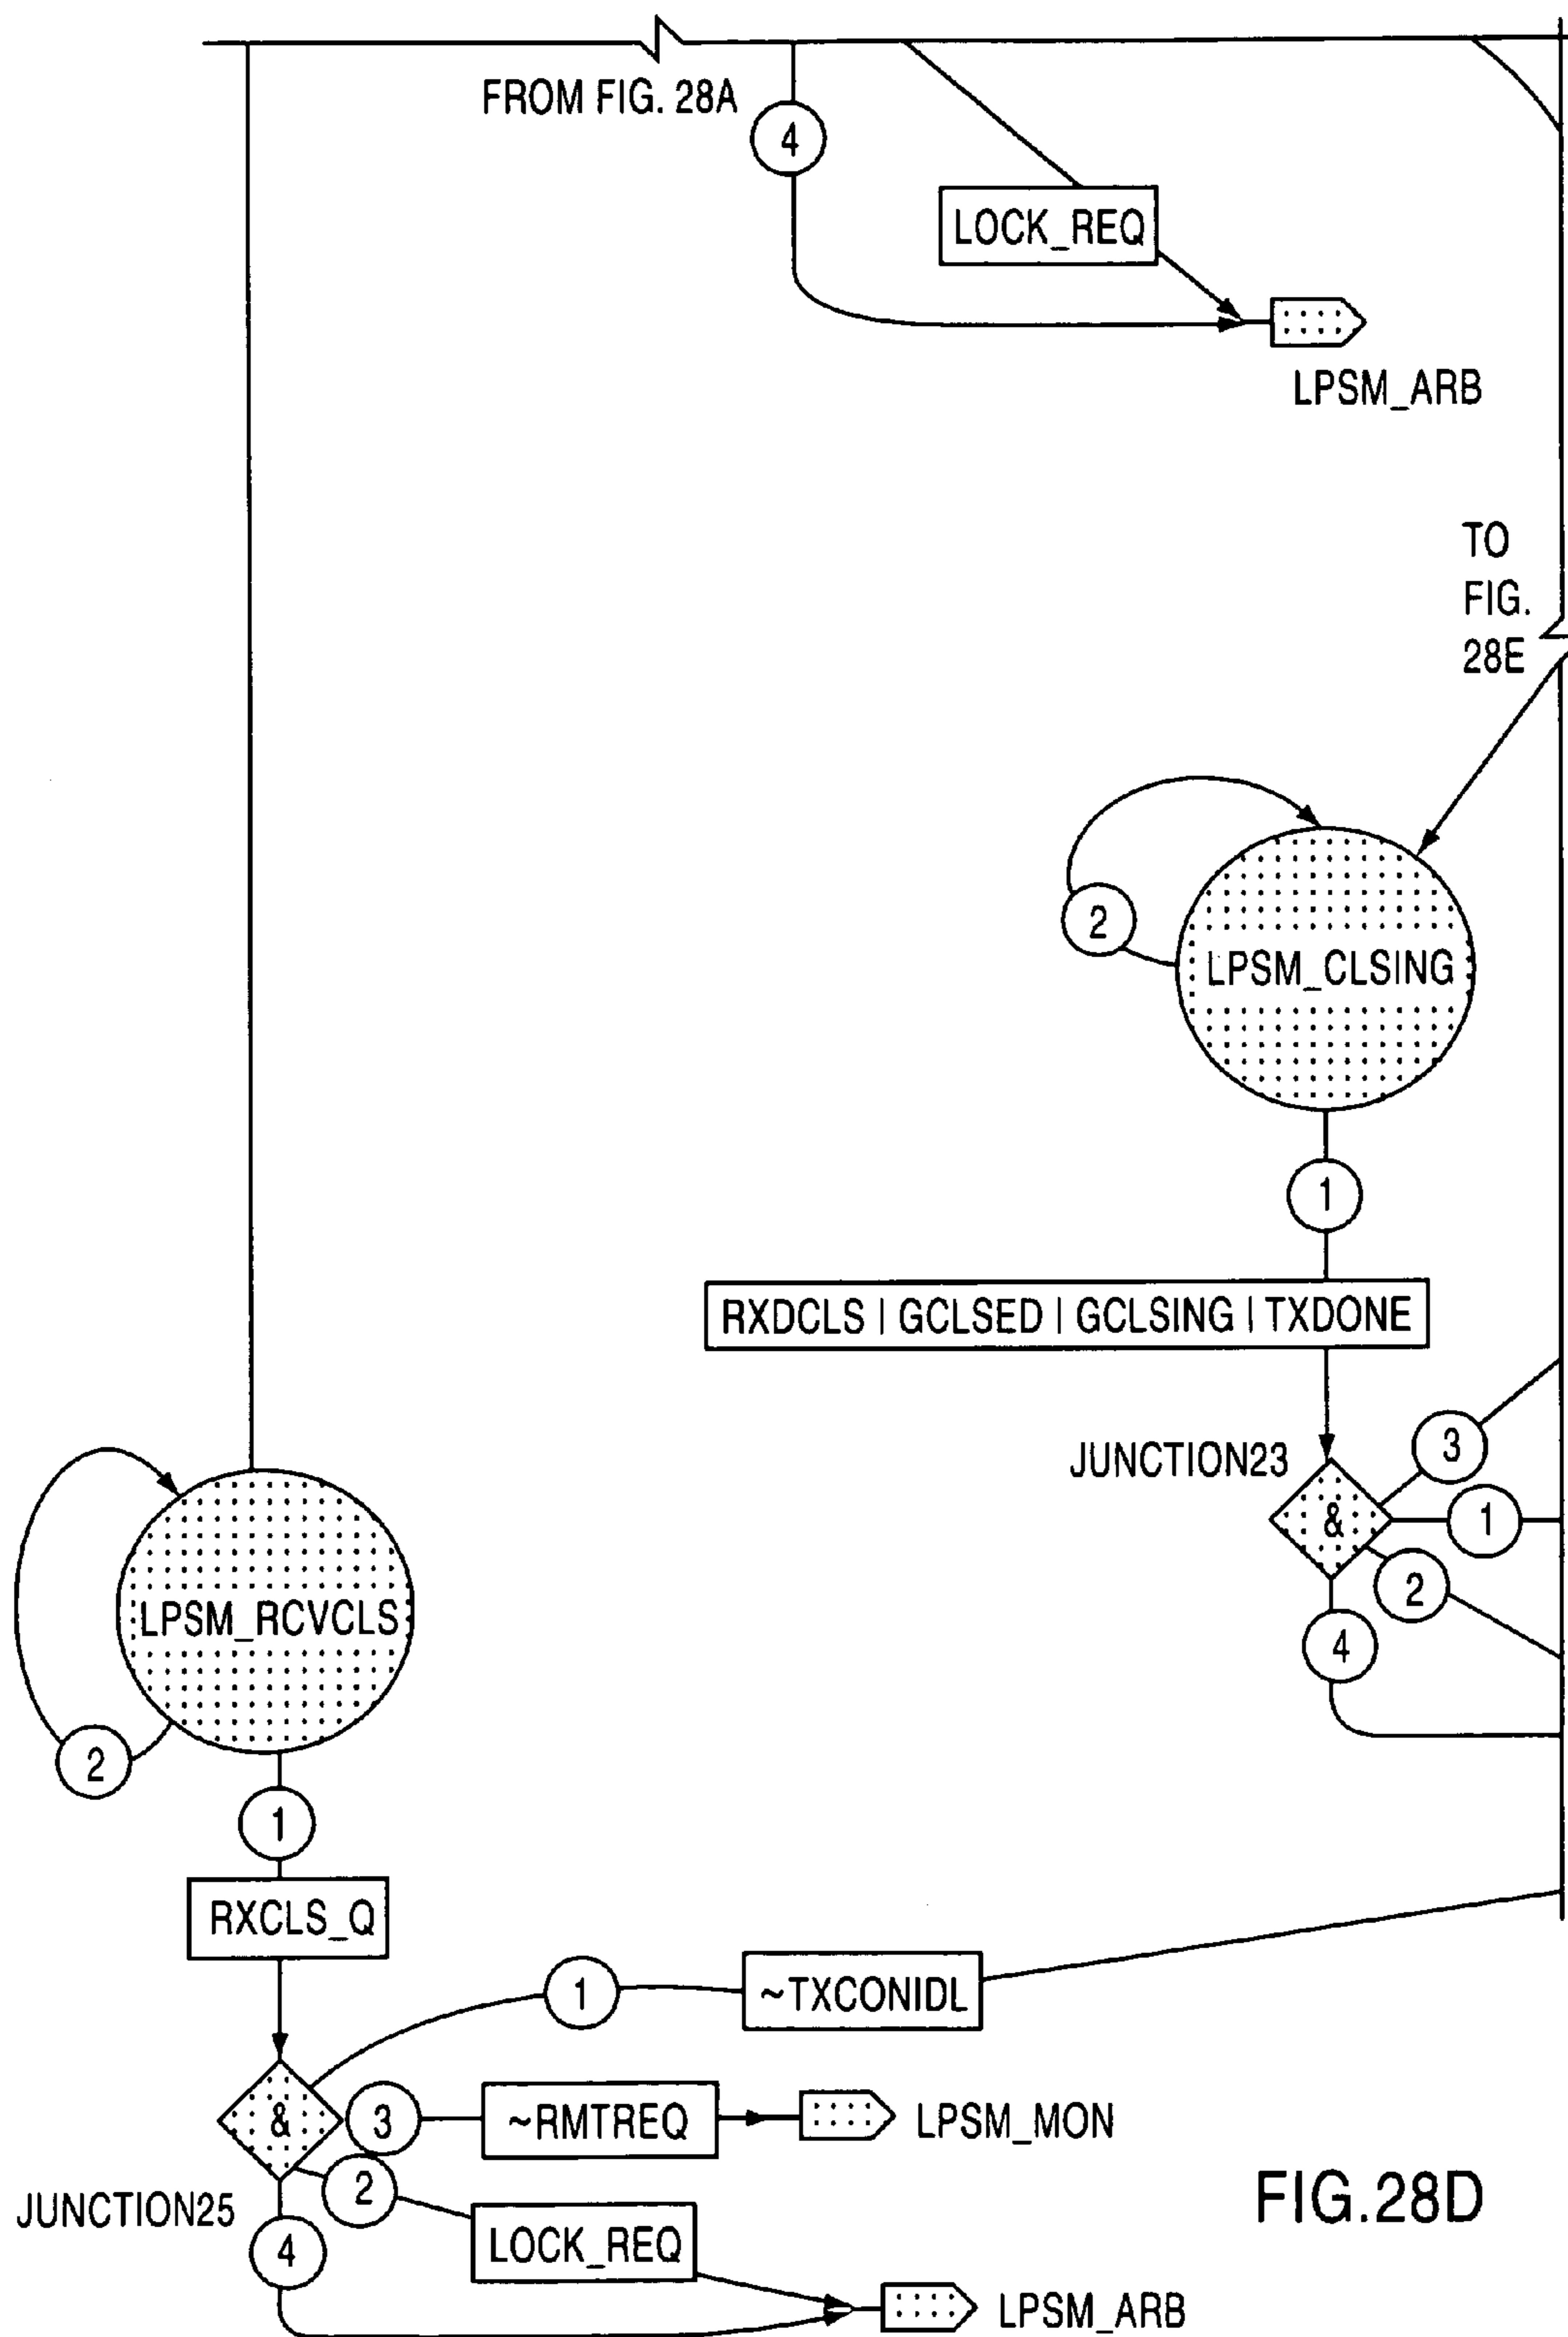 FROM FIG. 28A
4
LOCK_REQ
LPSM_ARB
TO
FIG.
28E
2
LPSM_CLSING
1
RXDCLS | GCLSED | GCLSING | TXDONE
JUNCTION23
3
&
1
2
4
LPSM_RCVCLS
2
1
RXCLS_Q
1
~TXCONIDL
&
3
~RMTREQ
LPSM_MON
2
JUNCTION25
4
LOCK_REQ
LPSM_ARB
FIG.28D